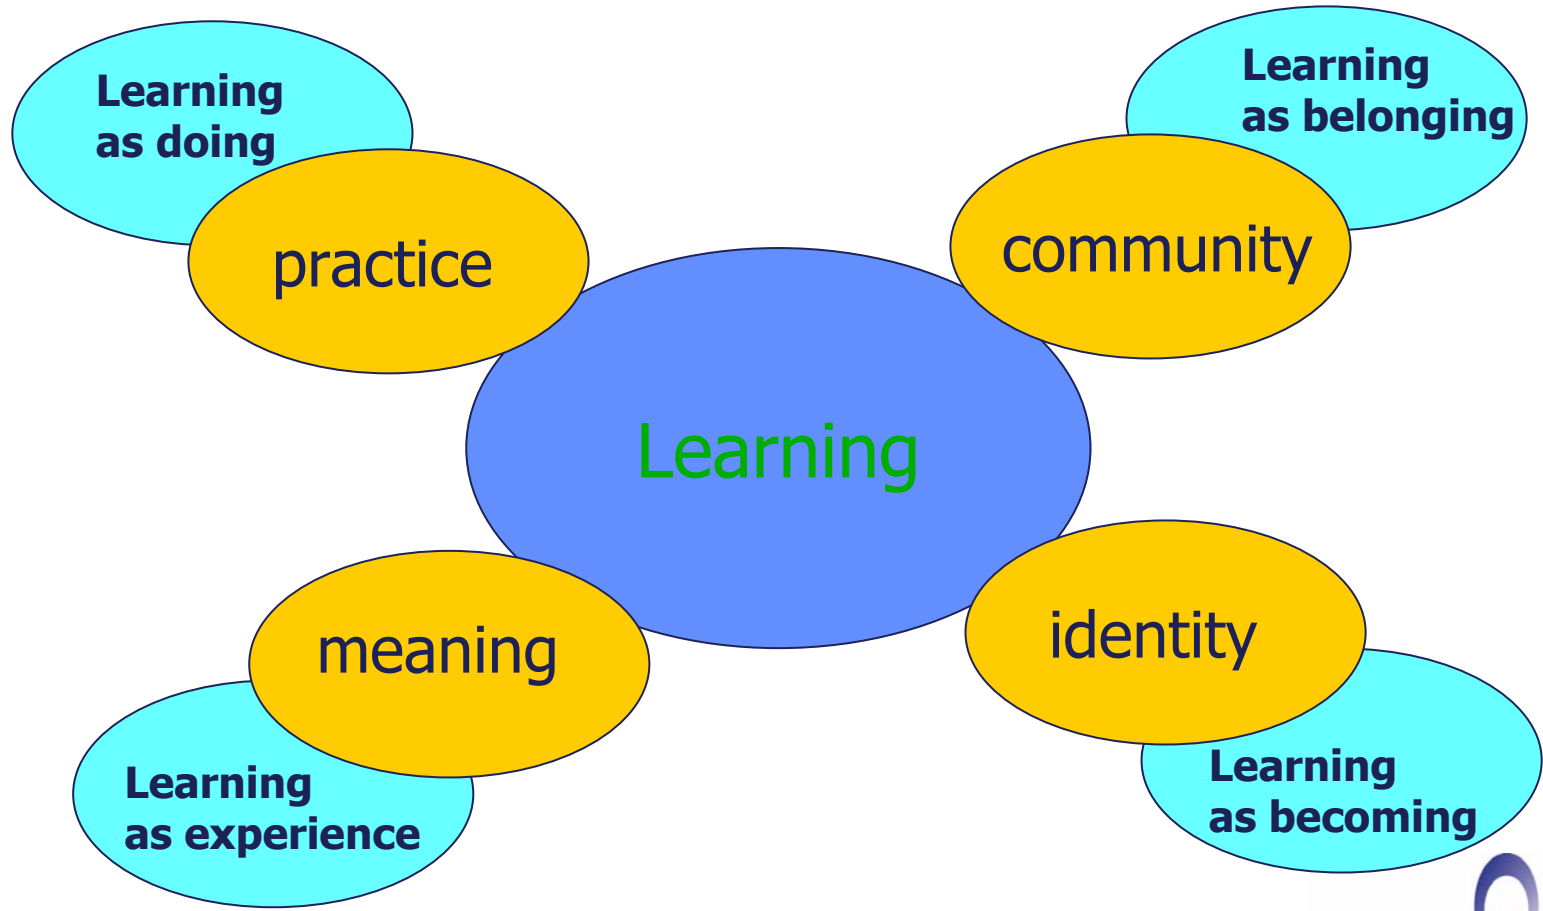 Learning
as doing
practice
Learning
as belonging
community
Learning
meaning
Learning
as experience
identity
Learning
as becoming